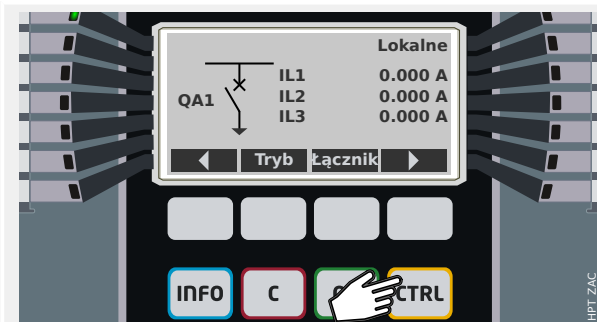 Lokalne
IL1 0.000 A
QA1 IL2 0.000 A
IL3 0.000 A
Tryb Łącznik
INFO C CTRL
HPT ZAC